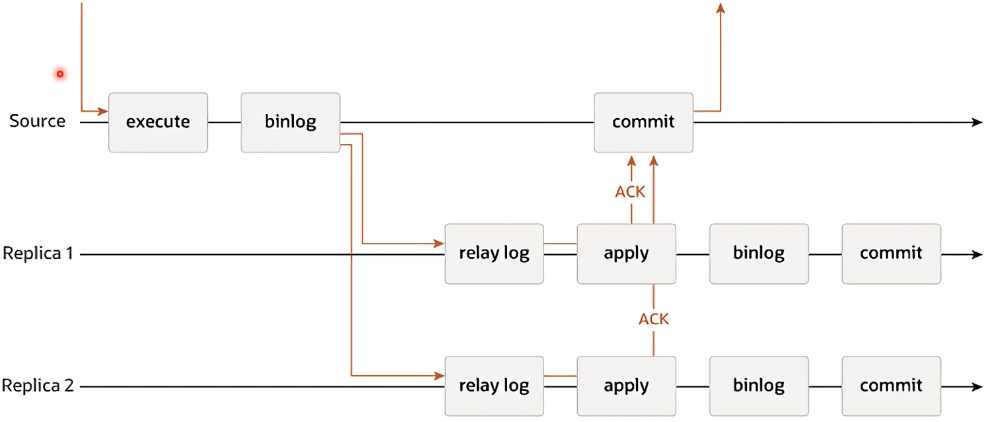 Source
execute
binlog
commit
ACK
Replica 1
relay log
apply
binlog
commit
ACK
Replica 2
relay log
apply
binlog
commit